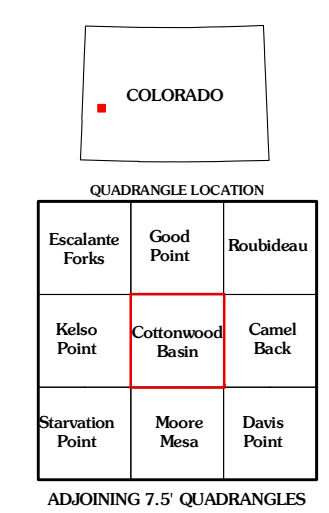 COLORADO
QUADRANGLE LOCATION
Escalante
Forks
Good
Point
Roubideau
Kelso
Point
Cottonwood
Basin
Camel
Back
Starvation
Point
Moore
Mesa
Davis
Point
ADJOINING 7.5' QUADRANGLES